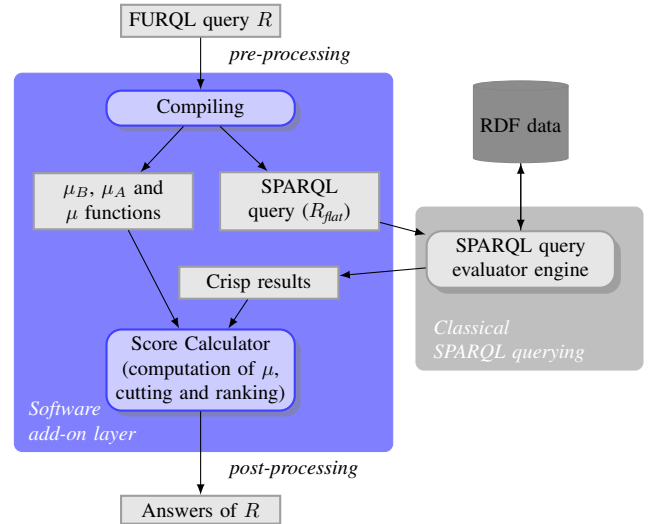 FURQL query R
pre-processing
Compiling
RDF data
μ_B, μ_A and
μ functions
SPARQL
query (R_flat)
SPARQL query
evaluator engine
Crisp results
Classical
SPARQL querying
Score Calculator
(computation of μ,
cutting and ranking)
Software
add-on layer
post-processing
Answers of R